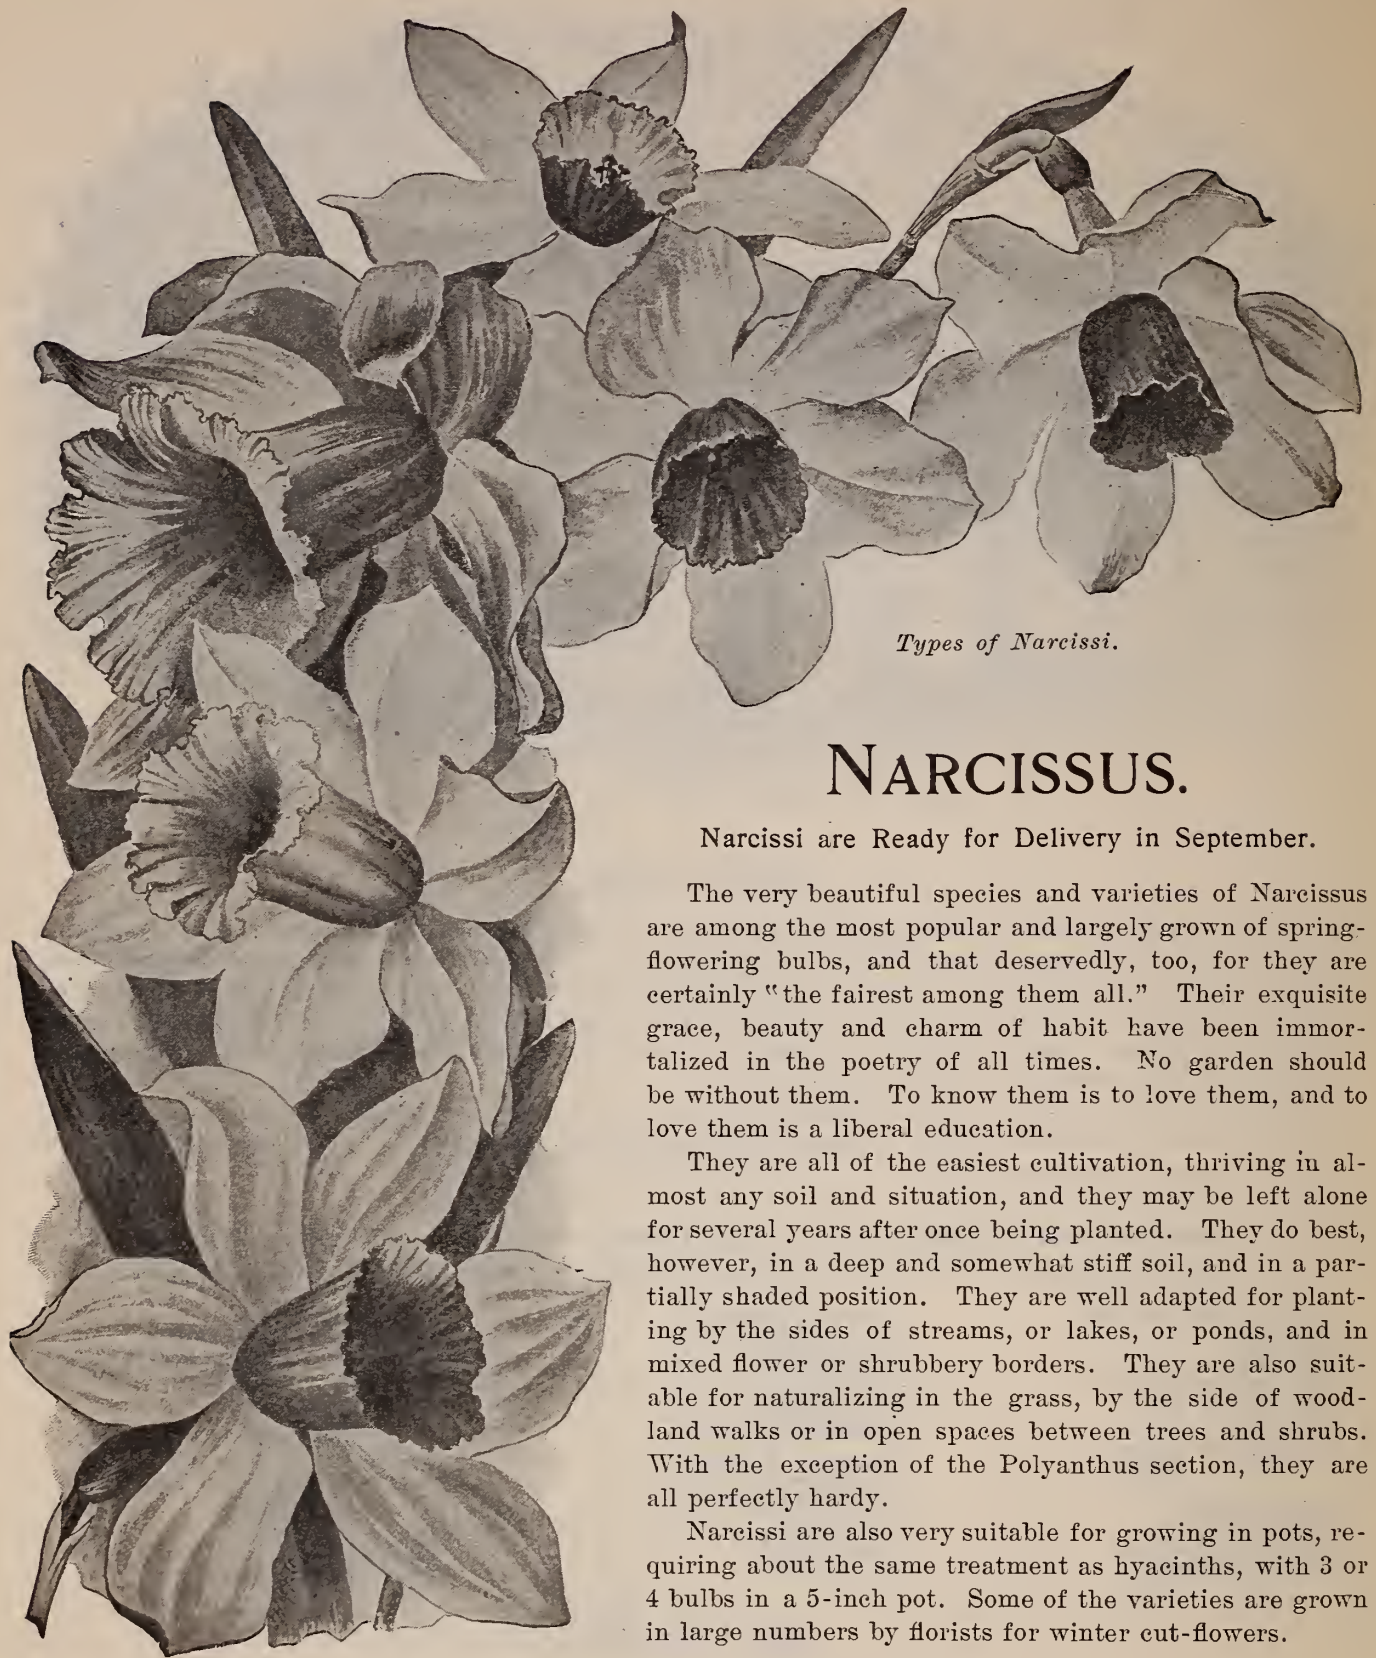 Types of Narcissi.
NARCISSUS.
Narcissi are Ready for Delivery in September.
The very beautiful species and varieties of Narcissus
are among the most popular and largely grown of spring-
flowering bulbs, and that deservedly, too, for they are
certainly “the fairest among them all.” Their exquisite
grace, beauty and charm of habit have been immor-
talized in the poetry of all times. No garden should
be without them. To know them is to love them, and to
love them is a liberal education.
They are all of the easiest cultivation, thriving in al-
most any soil and situation, and they may be left alone
for several years after once being planted. They do best,
however, in a deep and somewhat stiff soil, and in a par-
tially shaded position. They are well adapted for plant-
ing by the sides of streams, or lakes, or ponds, and in
mixed flower or shrubbery borders. They are also suit-
able for naturalizing in the grass, by the side of wood-
land walks or in open spaces between trees and shrubs.
With the exception of the Polyanthus section, they are
all perfectly hardy.
Narcissi are also very suitable for growing in pots, re-
quiring about the same treatment as hyacinths, with 3 or
4 bulbs in a 5-inch pot. Some of the varieties are grown
in large numbers by florists for winter cut-flowers.